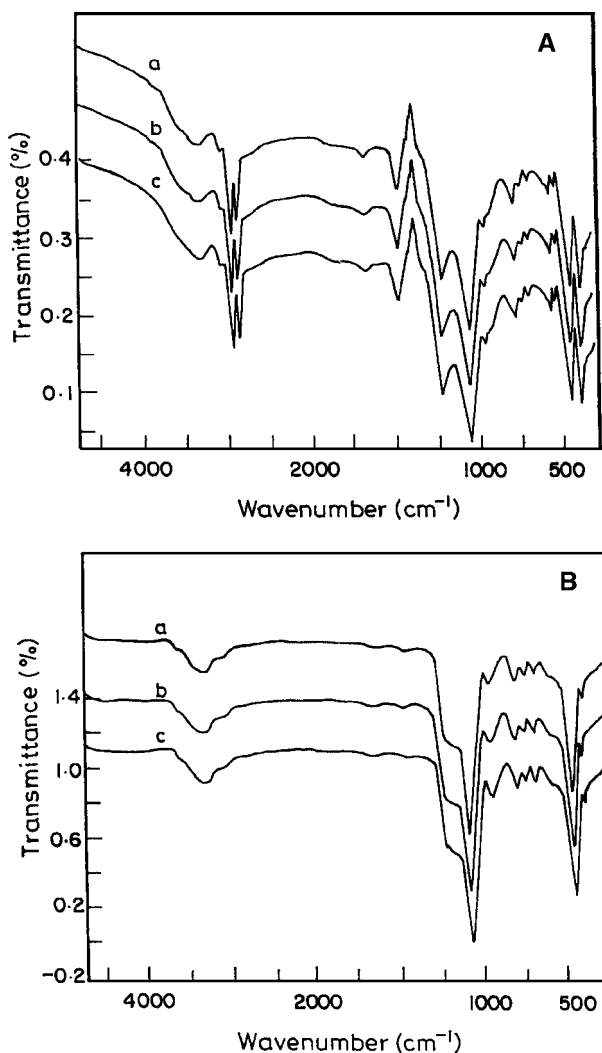 A
a
b
c
0·4
0·3
0·2
0·1
Transmittance (%)
4000 2000 1000 500
Wavenumber (cm⁻¹)
B
a
b
c
1·4
1·0
0·6
0·2
-0·2
Transmittance (%)
4000 2000 1000 500
Wavenumber (cm⁻¹)